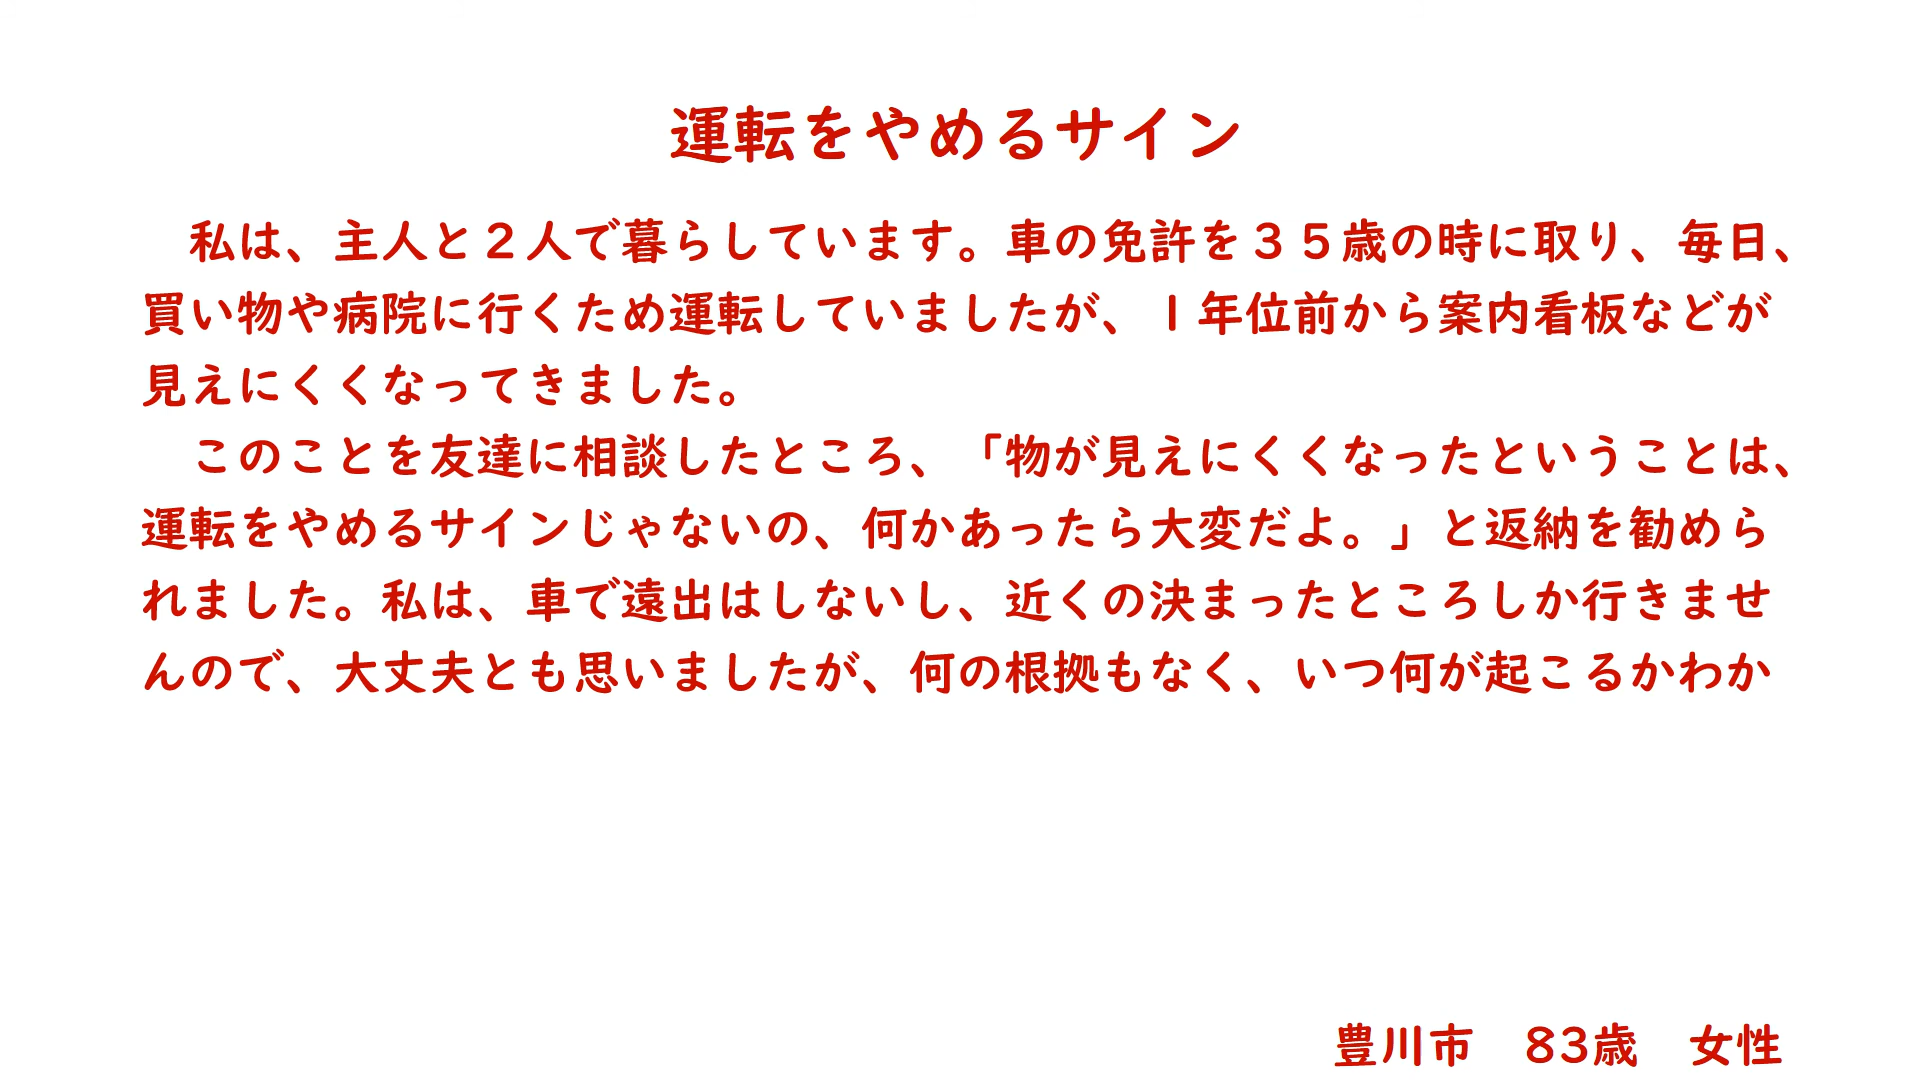 運転をやめるサイン
　私は、主人と２人で暮らしています。車の免許を３５歳の時に取り、毎日、
買い物や病院に行くため運転していましたが、１年位前から案内看板などが
見えにくくなってきました。
　このことを友達に相談したところ、「物が見えにくくなったということは、
運転をやめるサインじゃないの、何かあったら大変だよ。」と返納を勧めら
れました。私は、車で遠出はしないし、近くの決まったところしか行きませ
んので、大丈夫とも思いましたが、何の根拠もなく、いつ何が起こるかわか
豊川市　83歳　女性